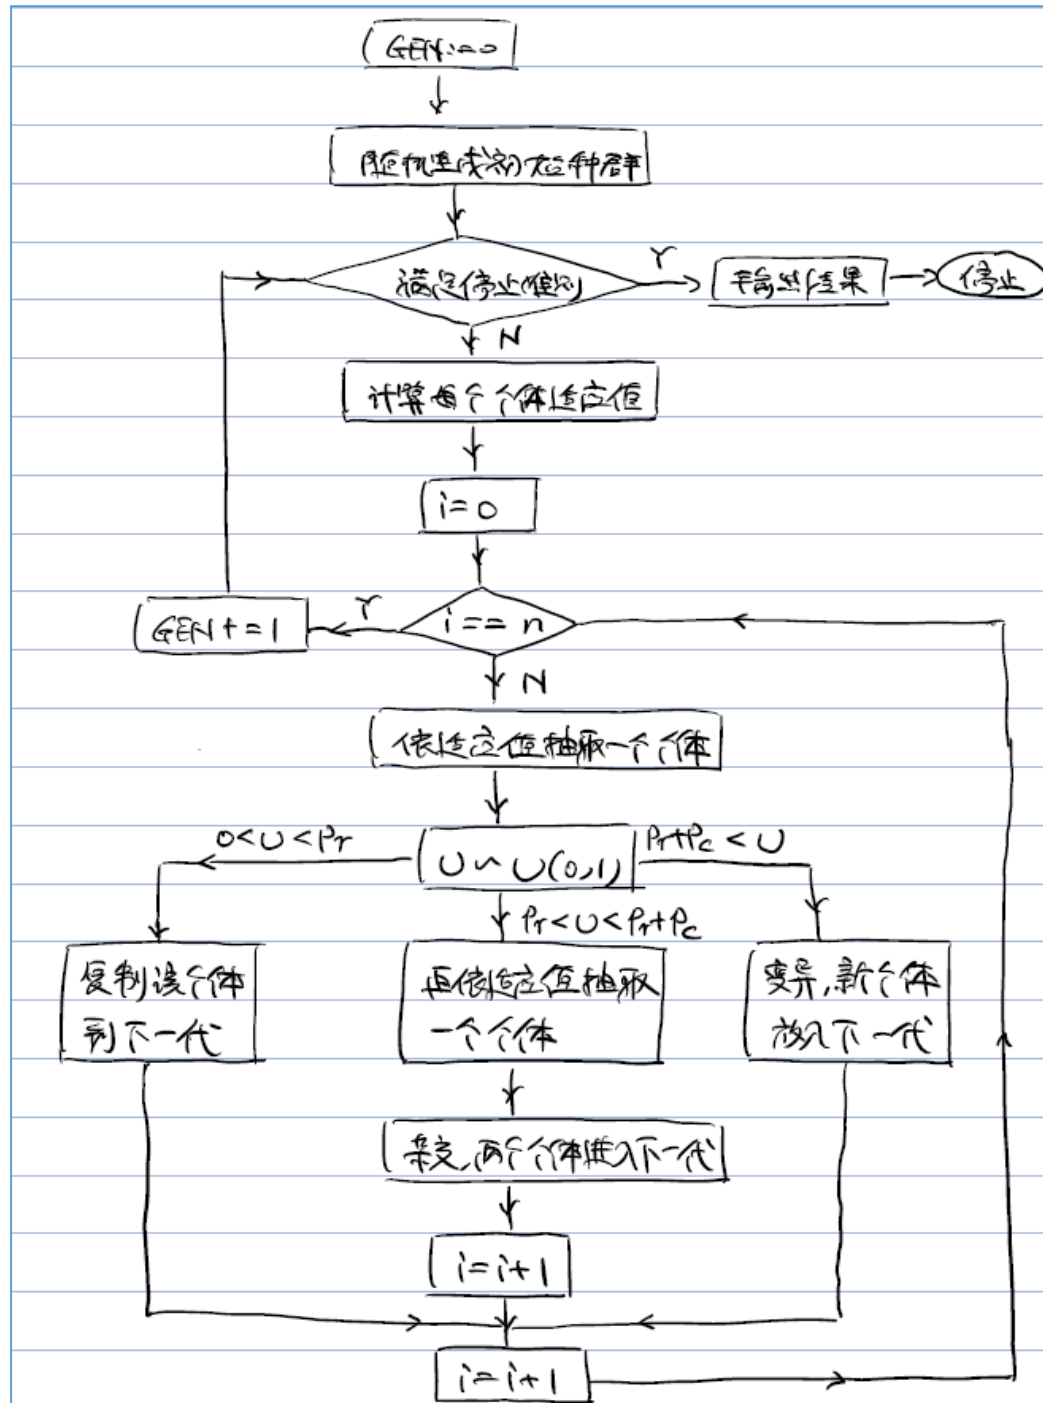 GEN:=0
随机生成初始种群
满足停止准则
Y
输出结果
停止
N
计算每个个体适应值
i=0
GEN+=1
Y
i==n
N
依适应值抽取一个个体
0<U<Pr
U~U(0,1)
Pr+Pc<U
Pr<U<Pr+Pc
复制该个体
到下一代
再依适应值抽取
一个个体
变异,新个体
放入下一代
杂交,两个个体进入下一代
i=i+1
i=i+1